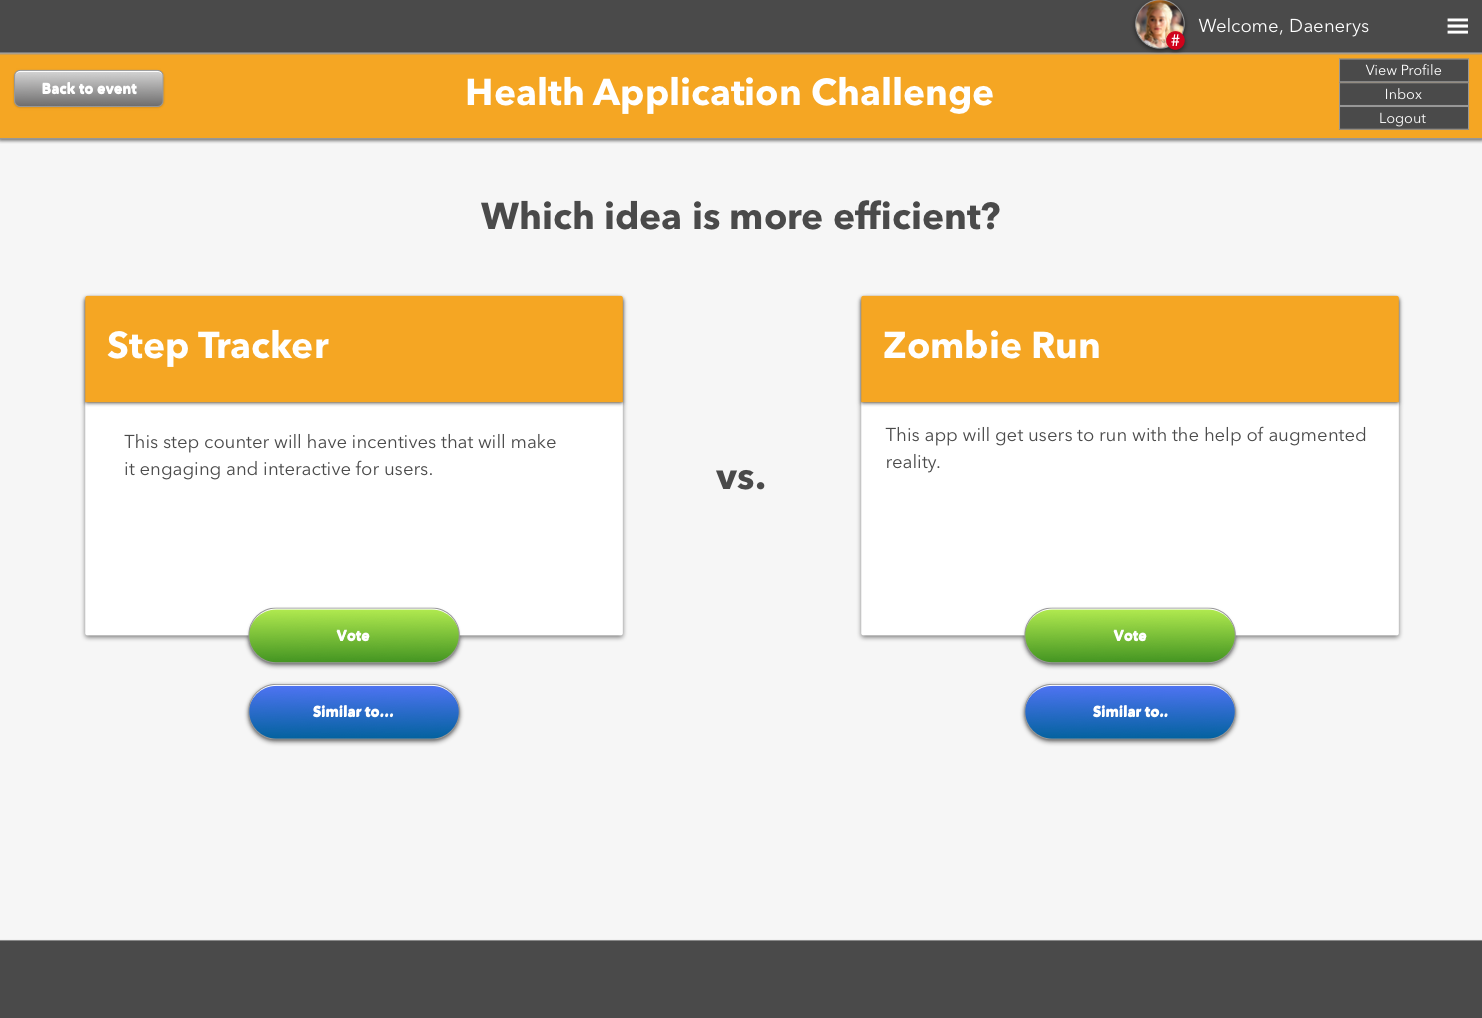 #
Welcome, Daenerys
Back to event
Health Application Challenge
View Profile
Inbox
Logout
Which idea is more efficient?
Step Tracker
This step counter will have incentives that will make
it engaging and interactive for users.
Vote
Similar to...
vs.
Zombie Run
This app will get users to run with the help of augmented
reality.
Vote
Similar to..